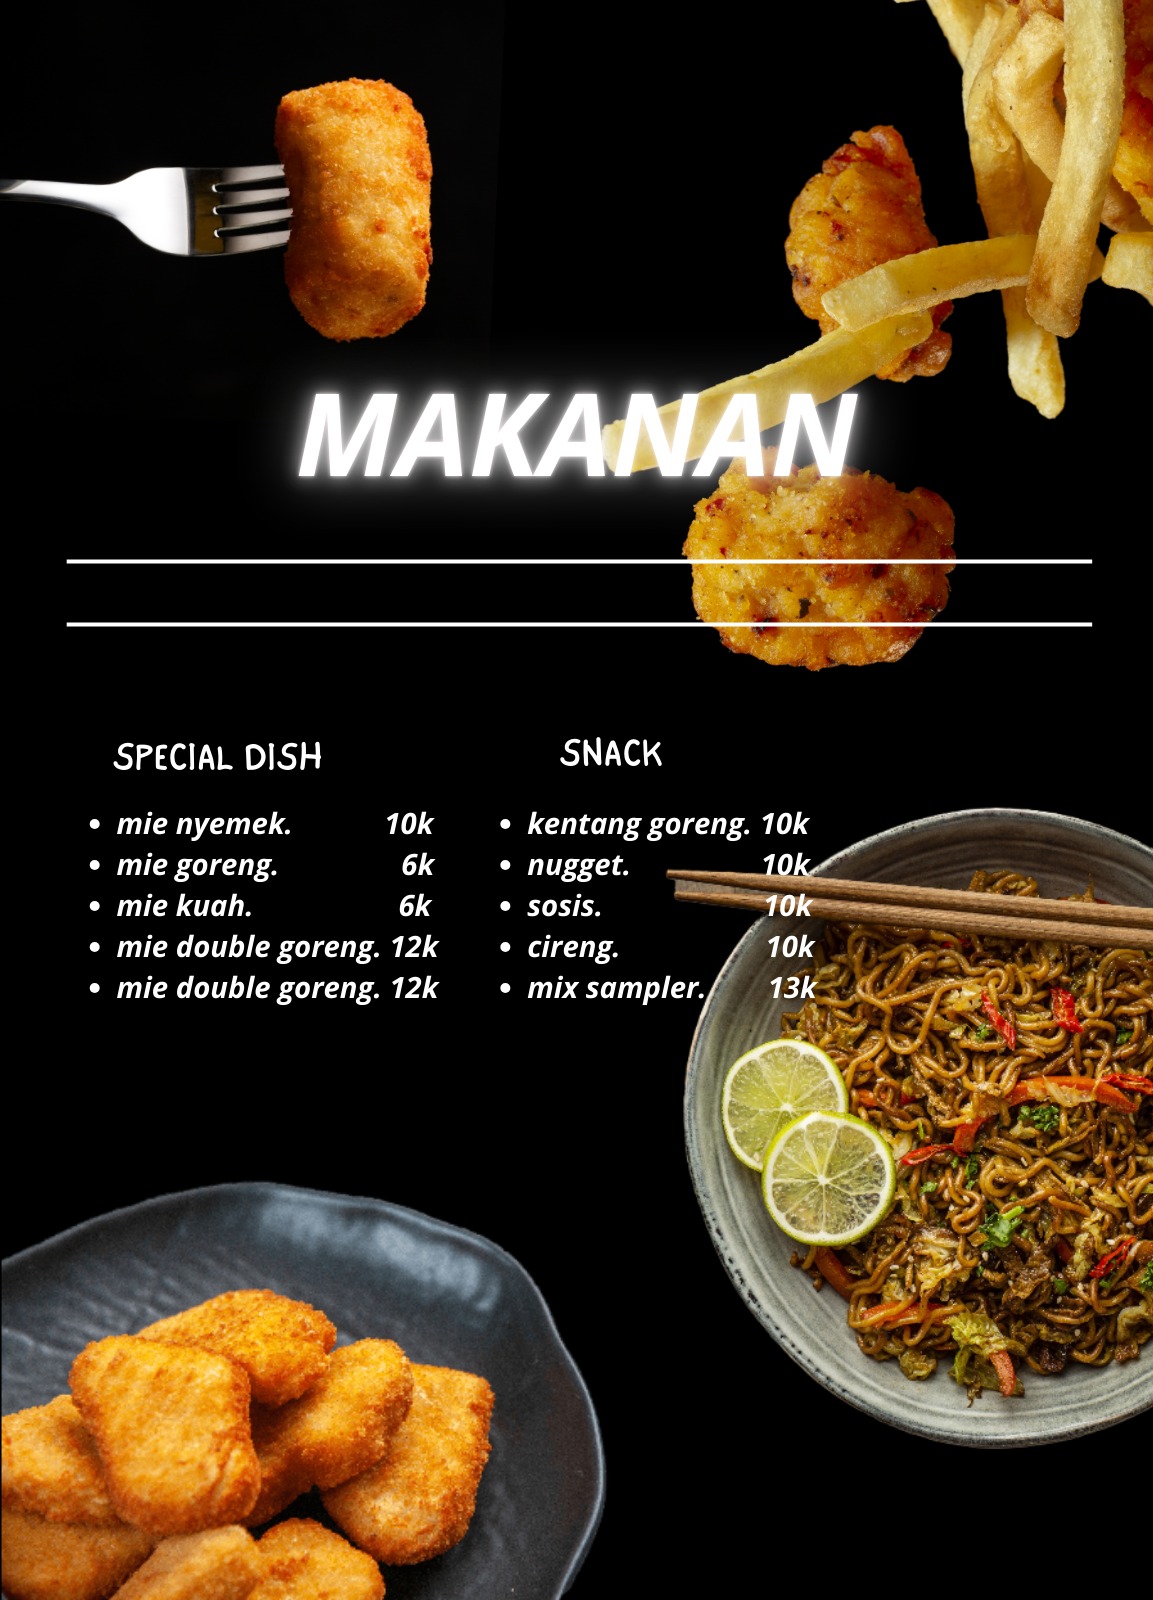 MAKANAN
SPECIAL DISH
• mie nyemek. 10k
• mie goreng. 6k
• mie kuah. 6k
• mie double goreng. 12k
• mie double goreng. 12k
SNACK
• kentang goreng. 10k
• nugget. 10k
• sosis. 10k
• cireng. 10k
• mix sampler. 13k